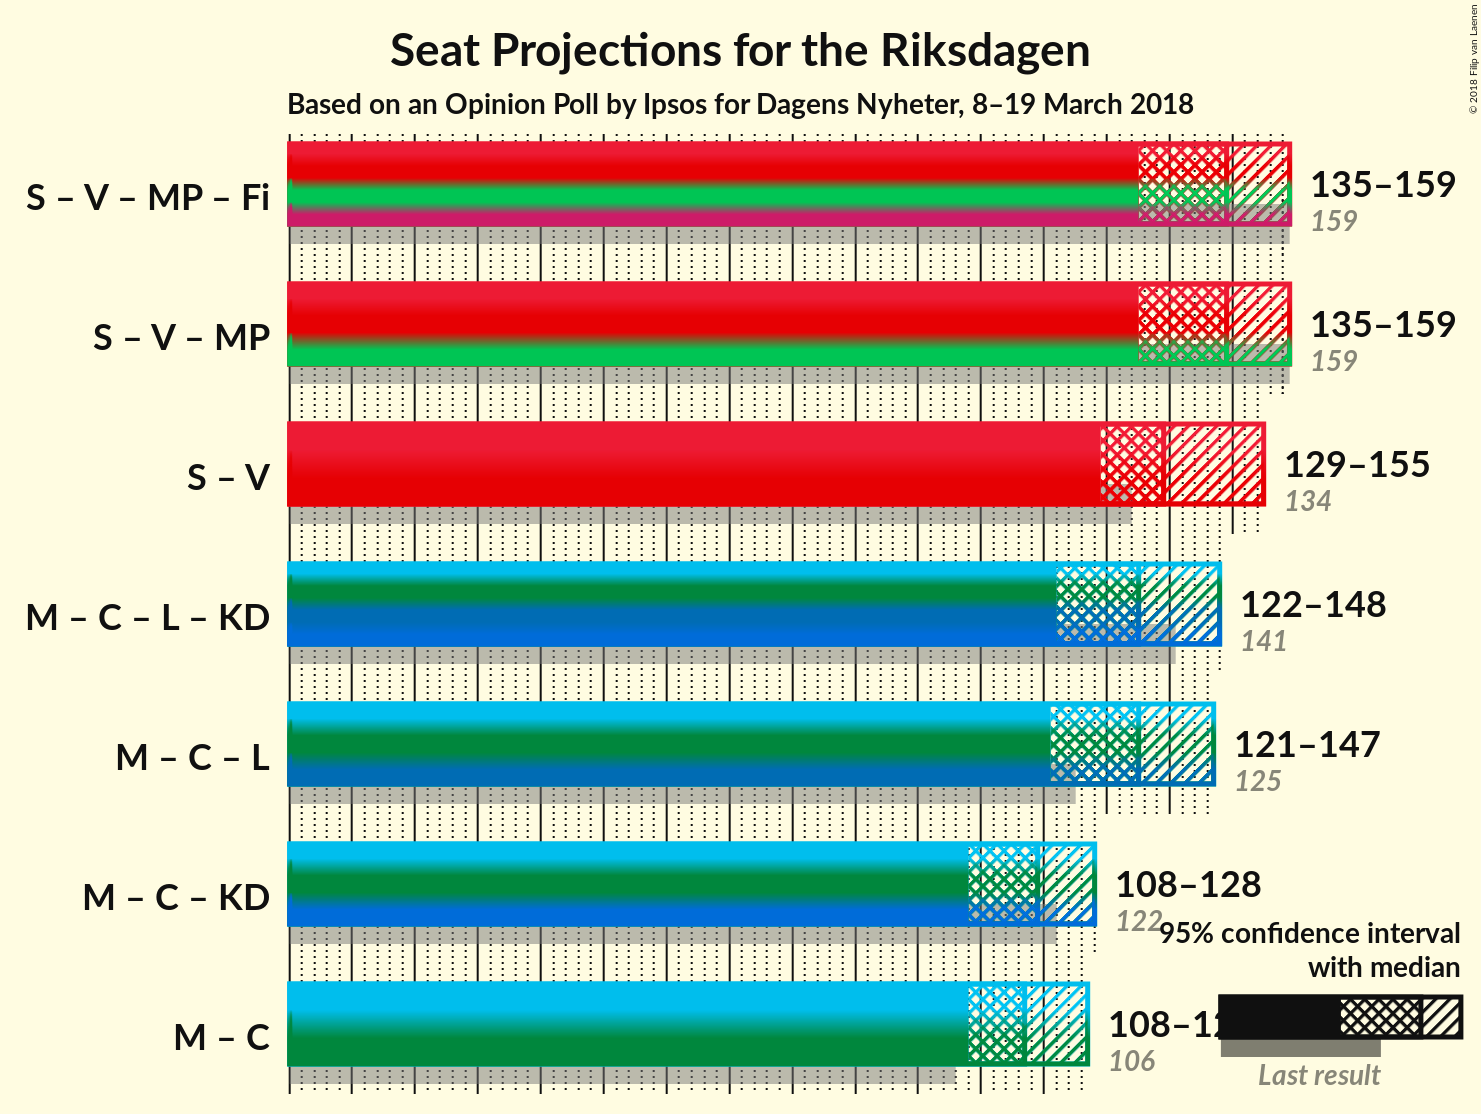 Seat Projections for the Riksdagen
Based on an Opinion Poll by Ipsos for Dagens Nyheter, 8–19 March 2018
© 2018 Filip van Laenen
S – V – MP – Fi
135–159
159
S – V – MP
135–159
159
S – V
129–155
134
M – C – L – KD
122–148
141
M – C – L
121–147
125
M – C – KD
108–128
122
M – C
106
95% confidence interval
with median
Last result